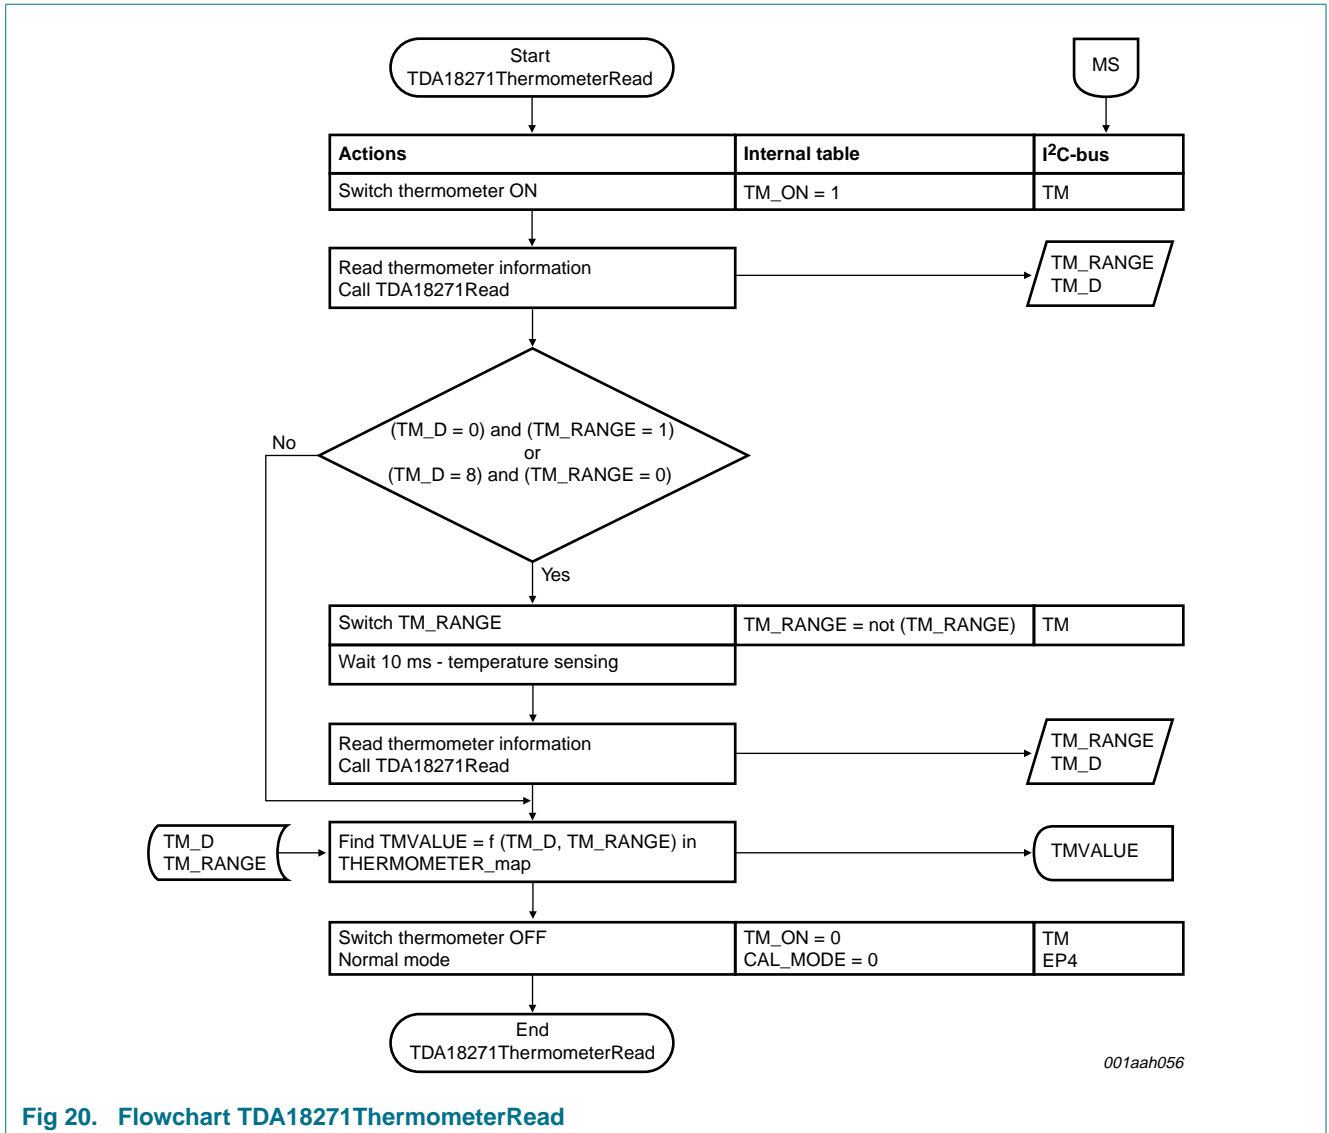 Start
TDA18271ThermometerRead
MS
Actions
Internal table
I2C-bus
Switch thermometer ON
TM_ON = 1
TM
Read thermometer information
Call TDA18271Read
TM_RANGE
TM_D
(TM_D = 0) and (TM_RANGE = 1)
or
(TM_D = 8) and (TM_RANGE = 0)
No
Yes
Switch TM_RANGE
TM_RANGE = not (TM_RANGE)
TM
Wait 10 ms - temperature sensing
Read thermometer information
Call TDA18271Read
TM_RANGE
TM_D
TM_D
TM_RANGE
Find TMVALUE = f (TM_D, TM_RANGE) in
THERMOMETER_map
TMVALUE
Switch thermometer OFF
Normal mode
TM_ON = 0
CAL_MODE = 0
TM
EP4
End
TDA18271ThermometerRead
001aah056
Fig 20. Flowchart TDA18271ThermometerRead